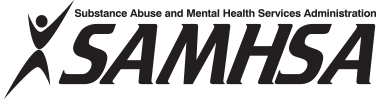 Substance Abuse and Mental Health Services Administration
SAMHSA